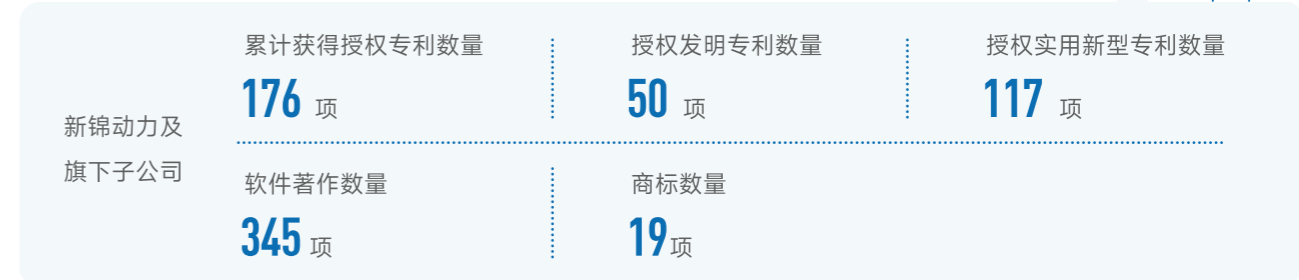 累计获得授权专利数量
授权发明专利数量
授权实用新型专利数量
176 项
50 项
117 项
新锦动力及
旗下子公司
软件著作数量
商标数量
345 项
19项